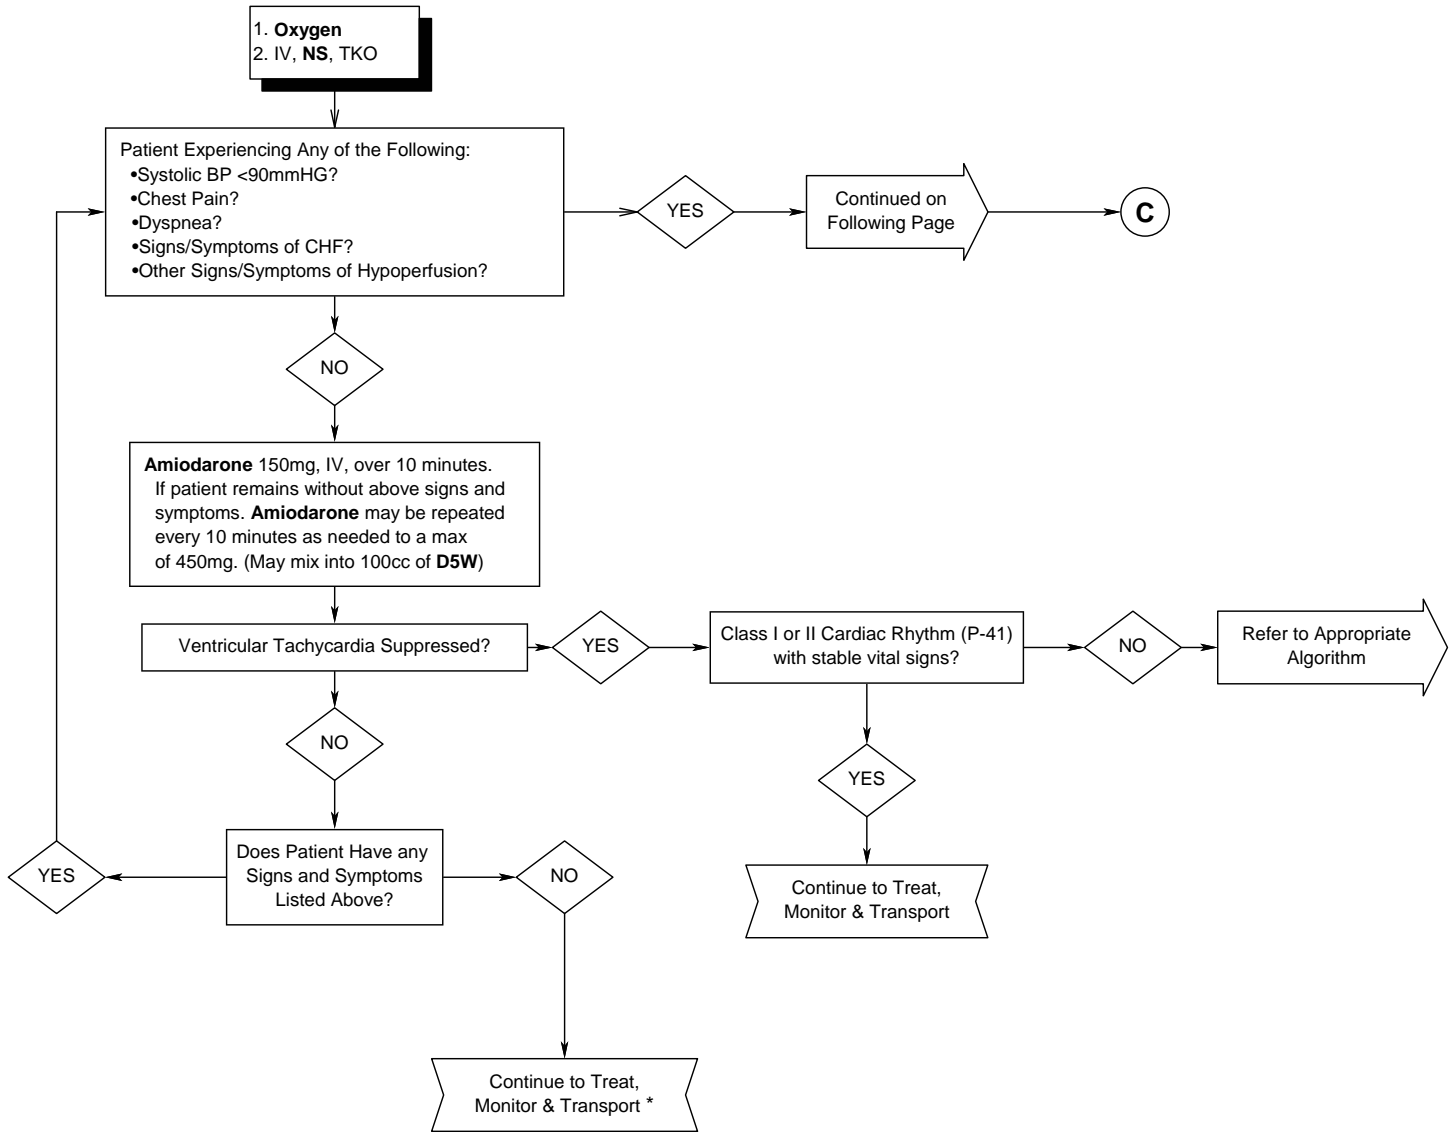 1. Oxygen
2. IV, NS, TKO
Patient Experiencing Any of the Following:
•Systolic BP <90mmHG?
•Chest Pain?
•Dyspnea?
•Signs/Symptoms of CHF?
•Other Signs/Symptoms of Hypoperfusion?
YES
Continued on
Following Page
C
NO
Amiodarone 150mg, IV, over 10 minutes.
If patient remains without above signs and
symptoms. Amiodarone may be repeated
every 10 minutes as needed to a max
of 450mg. (May mix into 100cc of D5W)
Ventricular Tachycardia Suppressed?
YES
Class I or II Cardiac Rhythm (P-41)
with stable vital signs?
NO
Refer to Appropriate
Algorithm
NO
YES
Continue to Treat,
Monitor & Transport
YES
Does Patient Have any
Signs and Symptoms
Listed Above?
NO
Continue to Treat,
Monitor & Transport *